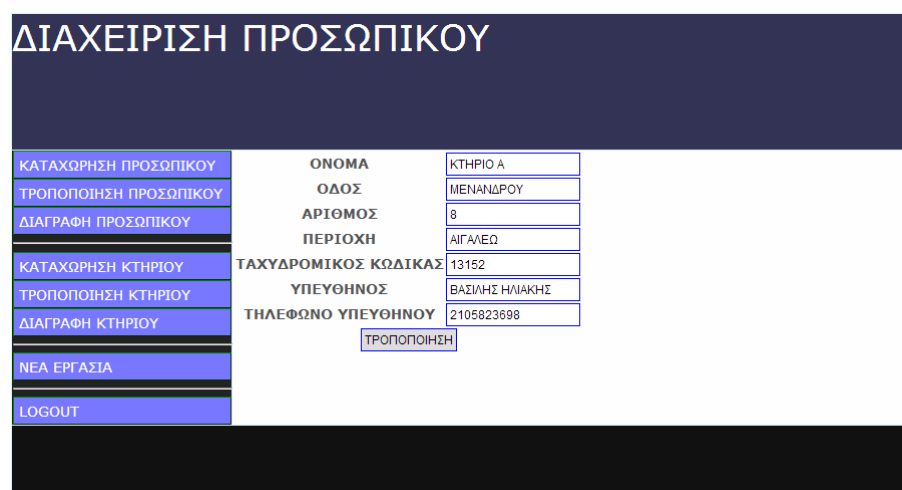 ΔΙΑΧΕΙΡΙΣΗ ΠΡΟΣΩΠΙΚΟΥ
ΚΑΤΑΧΩΡΗΣΗ ΠΡΟΣΩΠΙΚΟΥ
ΤΡΟΠΟΠΟΙΗΣΗ ΠΡΟΣΩΠΙΚΟΥ
ΔΙΑΓΡΑΦΗ ΠΡΟΣΩΠΙΚΟΥ
ΚΑΤΑΧΩΡΗΣΗ ΚΤΗΡΙΟΥ
ΤΡΟΠΟΠΟΙΗΣΗ ΚΤΗΡΙΟΥ
ΔΙΑΓΡΑΦΗ ΚΤΗΡΙΟΥ
ΝΕΑ ΕΡΓΑΣΙΑ
LOGOUT
ΟΝΟΜΑ ΚΤΗΡΙΟ Α
ΟΔΟΣ ΜΕΝΑΝΔΡΟΥ
ΑΡΙΘΜΟΣ 8
ΠΕΡΙΟΧΗ ΑΙΓΑΛΕΩ
ΤΑΧΥΔΡΟΜΙΚΟΣ ΚΩΔΙΚΑΣ 13152
ΥΠΕΥΘΗΝΟΣ ΒΑΣΙΛΗΣ ΗΛΙΑΚΗΣ
ΤΗΛΕΦΩΝΟ ΥΠΕΥΘΗΝΟΥ 2105823698
ΤΡΟΠΟΠΟΙΗΣΗ